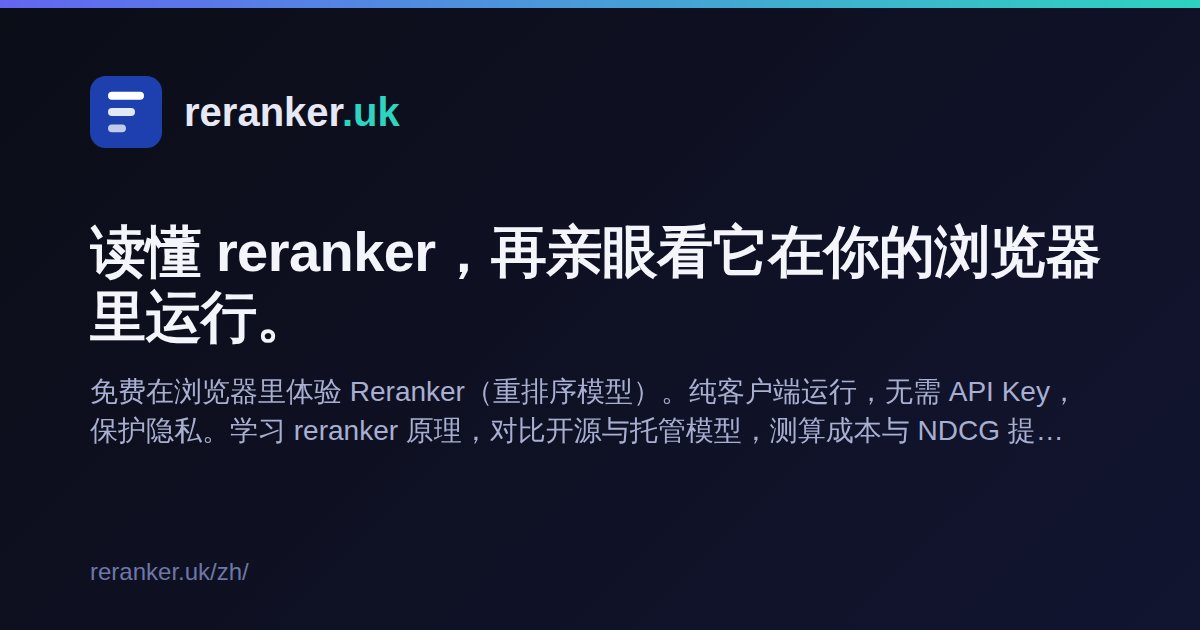 reranker.uk
读懂 reranker，再亲眼看它在你的浏览器
里运行。
免费在浏览器里体验 Reranker（重排序模型）。纯客户端运行，无需 API Key，
保护隐私。学习 reranker 原理，对比开源与托管模型，测算成本与 NDCG 提…
reranker.uk/zh/